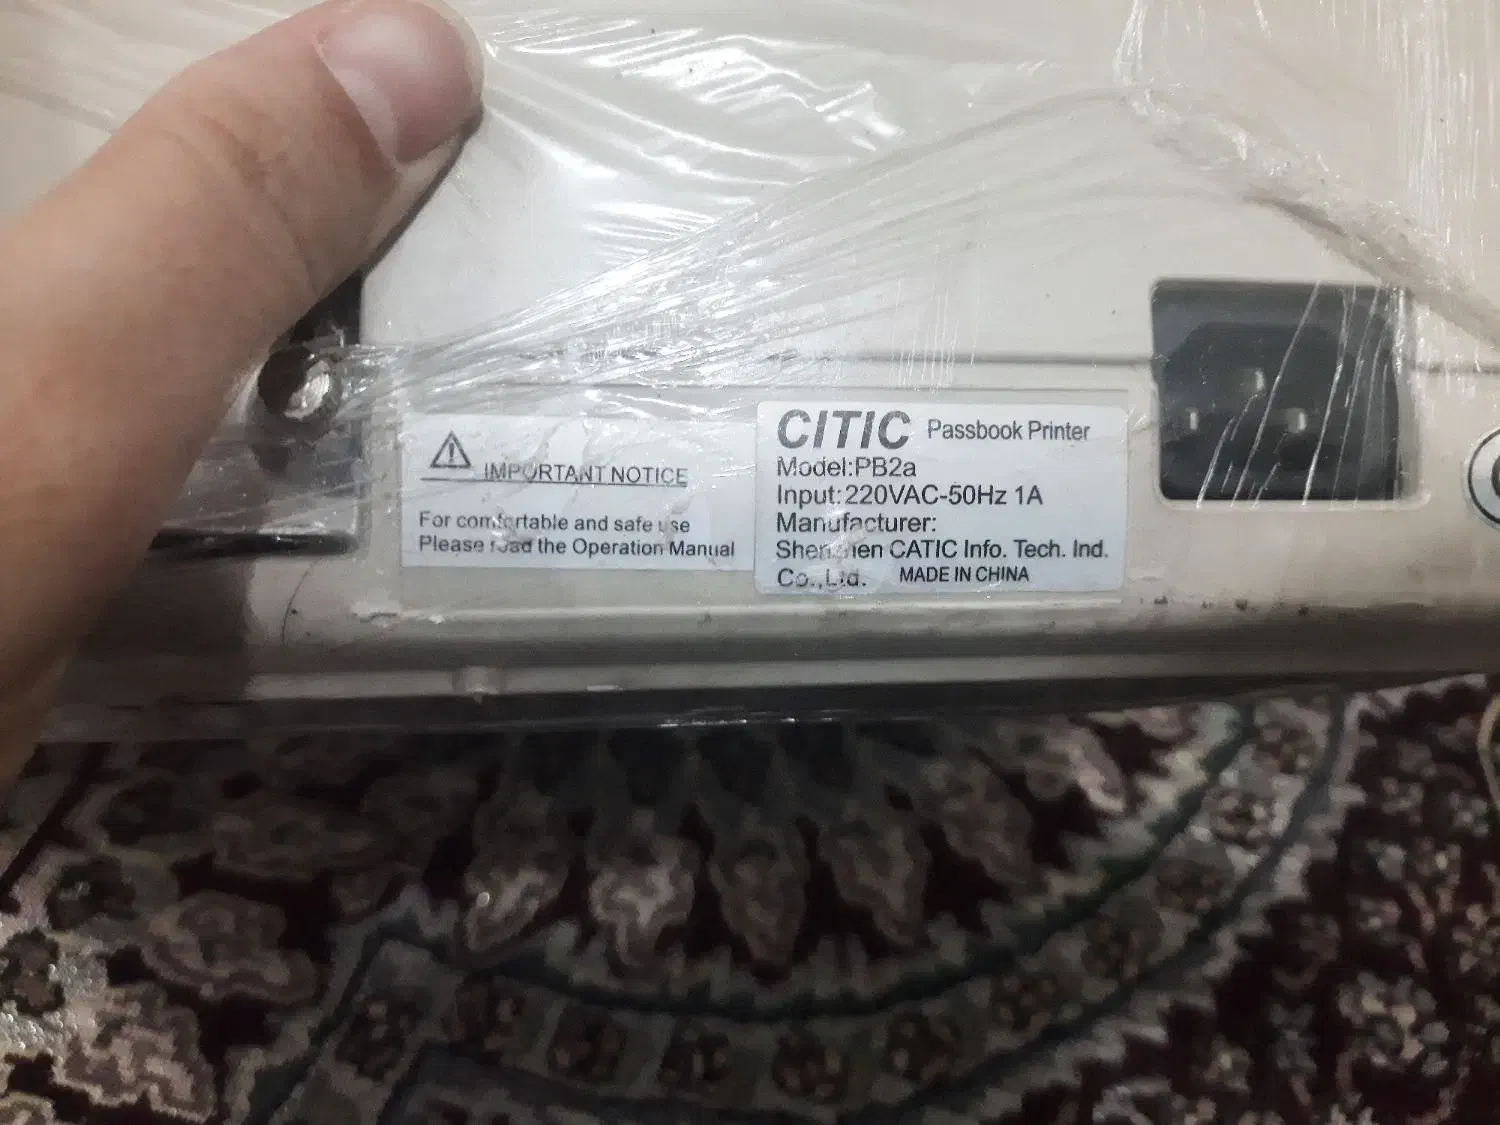 IMPORTANT NOTICE
For comfortable and safe use
Please read the Operation Manual
CITIC Passbook Printer
Model:PB2a
Input:220VAC-50Hz 1A
Manufacturer:
Shenzhen CATIC Info. Tech. Ind.
Co.,Ltd. MADE IN CHINA